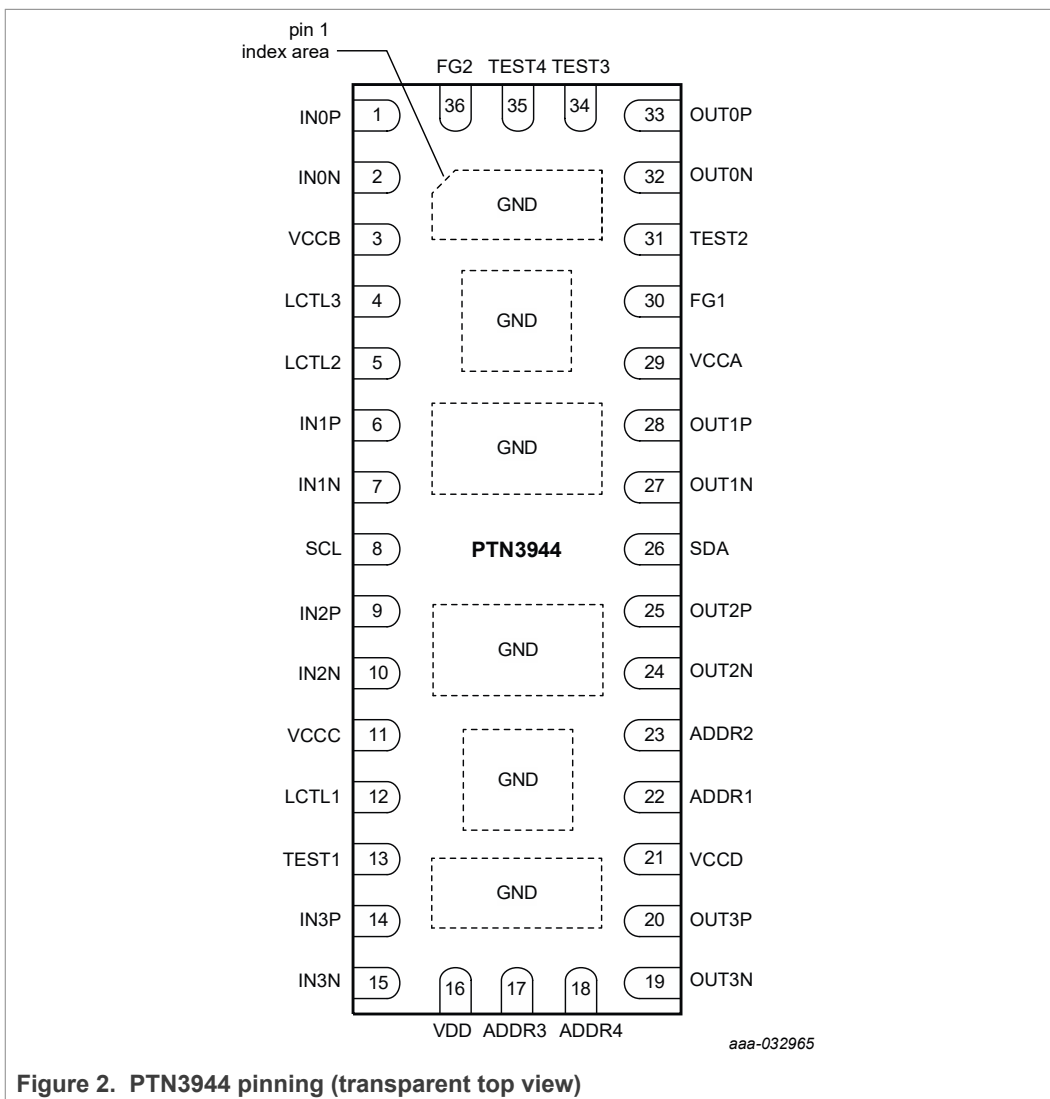 pin 1
index area
FG2 TEST4 TEST3
36 35 34
IN0P 1 33 OUT0P
IN0N 2 32 OUT0N
GND
VCCB 3 31 TEST2
LCTL3 4 30 FG1
GND
LCTL2 5 29 VCCA
IN1P 6 28 OUT1P
GND
IN1N 7 27 OUT1N
SCL 8 PTN3944 26 SDA
IN2P 9 25 OUT2P
GND
IN2N 10 24 OUT2N
VCCC 11 23 ADDR2
GND
LCTL1 12 22 ADDR1
TEST1 13 21 VCCD
GND
IN3P 14 20 OUT3P
IN3N 15 19 OUT3N
16 17 18
VDD ADDR3 ADDR4
aaa-032965
Figure 2. PTN3944 pinning (transparent top view)